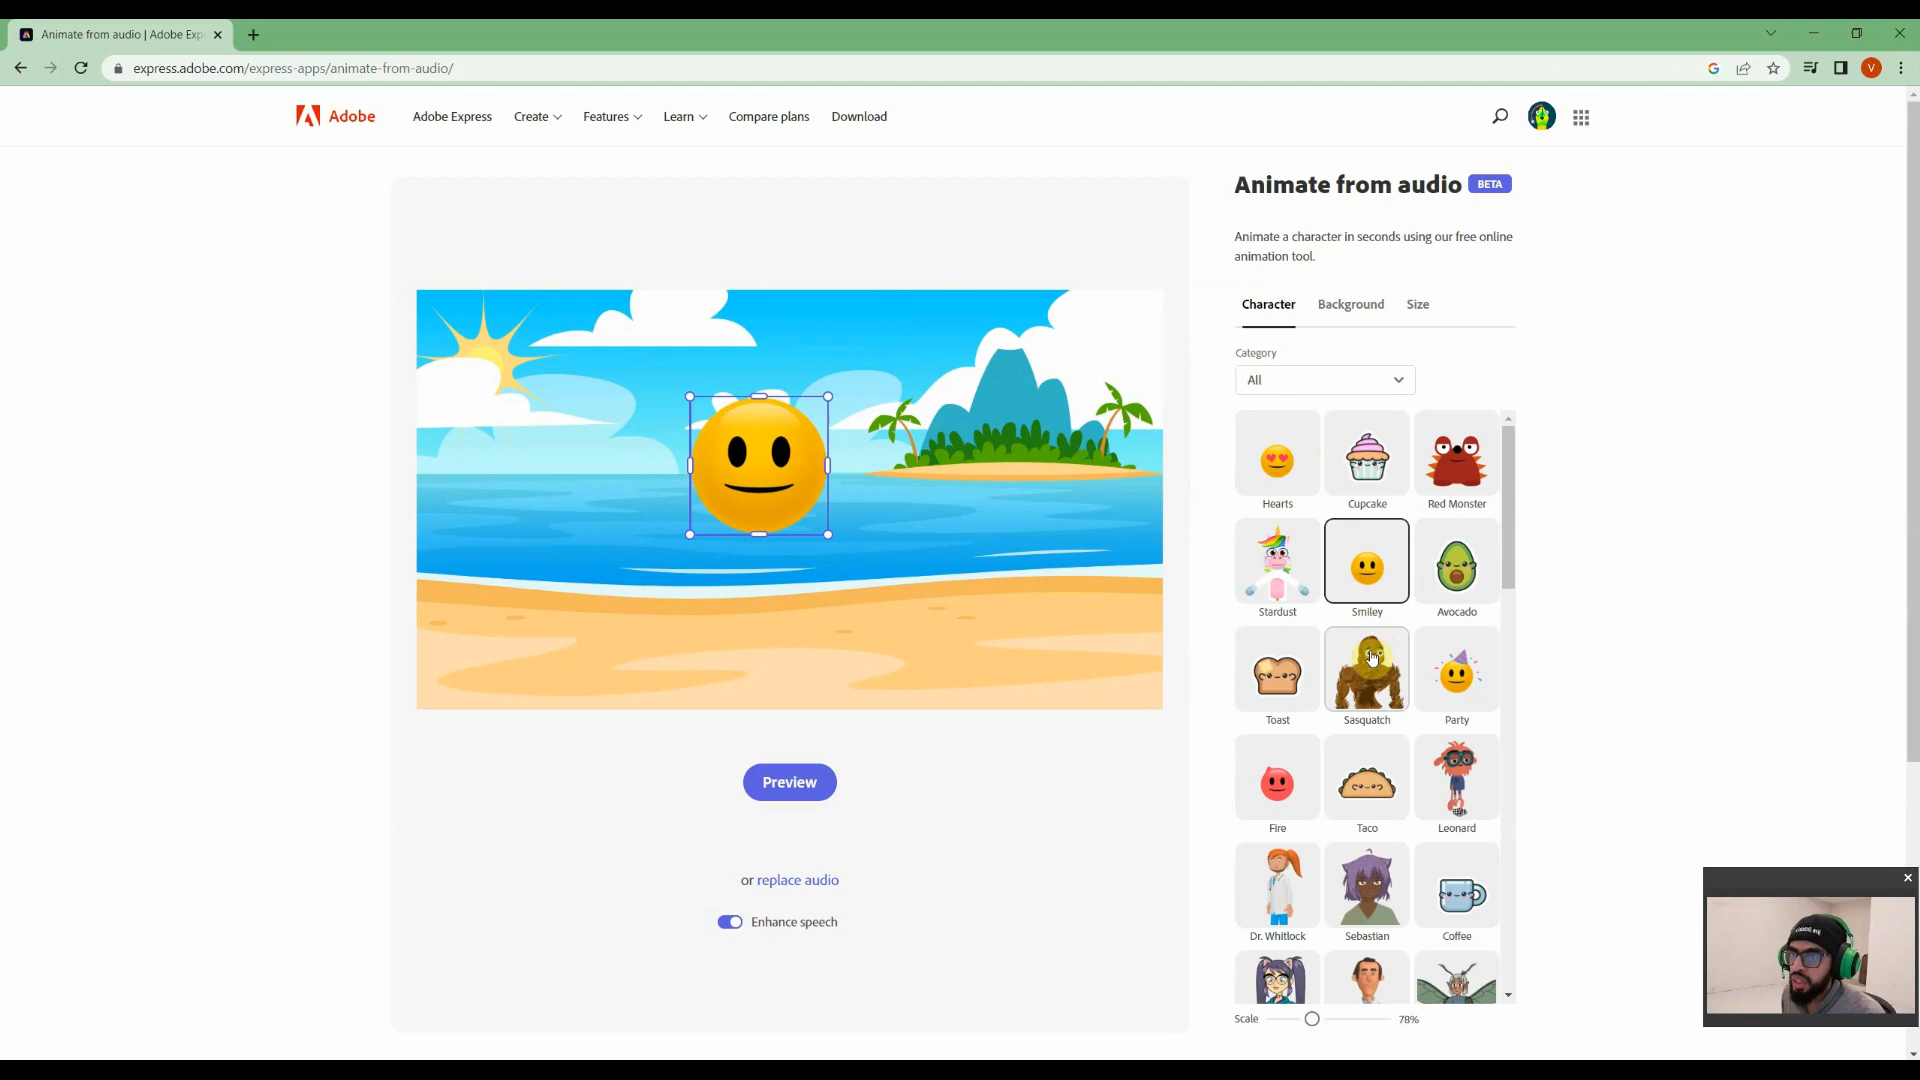 Animate from audio | Adobe Exp
express.adobe.com/express-apps/animate-from-audio/
V
Adobe
Adobe Express
Create
Features
Learn
Compare plans
Download
Animate from audio BETA
Animate a character in seconds using our free online
animation tool.
Character
Background
Size
Category
All
Hearts
Cupcake
Red Monster
Stardust
Smiley
Avocado
Toast
Sasquatch
Party
Fire
Taco
Leonard
Dr. Whitlock
Sebastian
Coffee
Scale
78%
Preview
or replace audio
Enhance speech